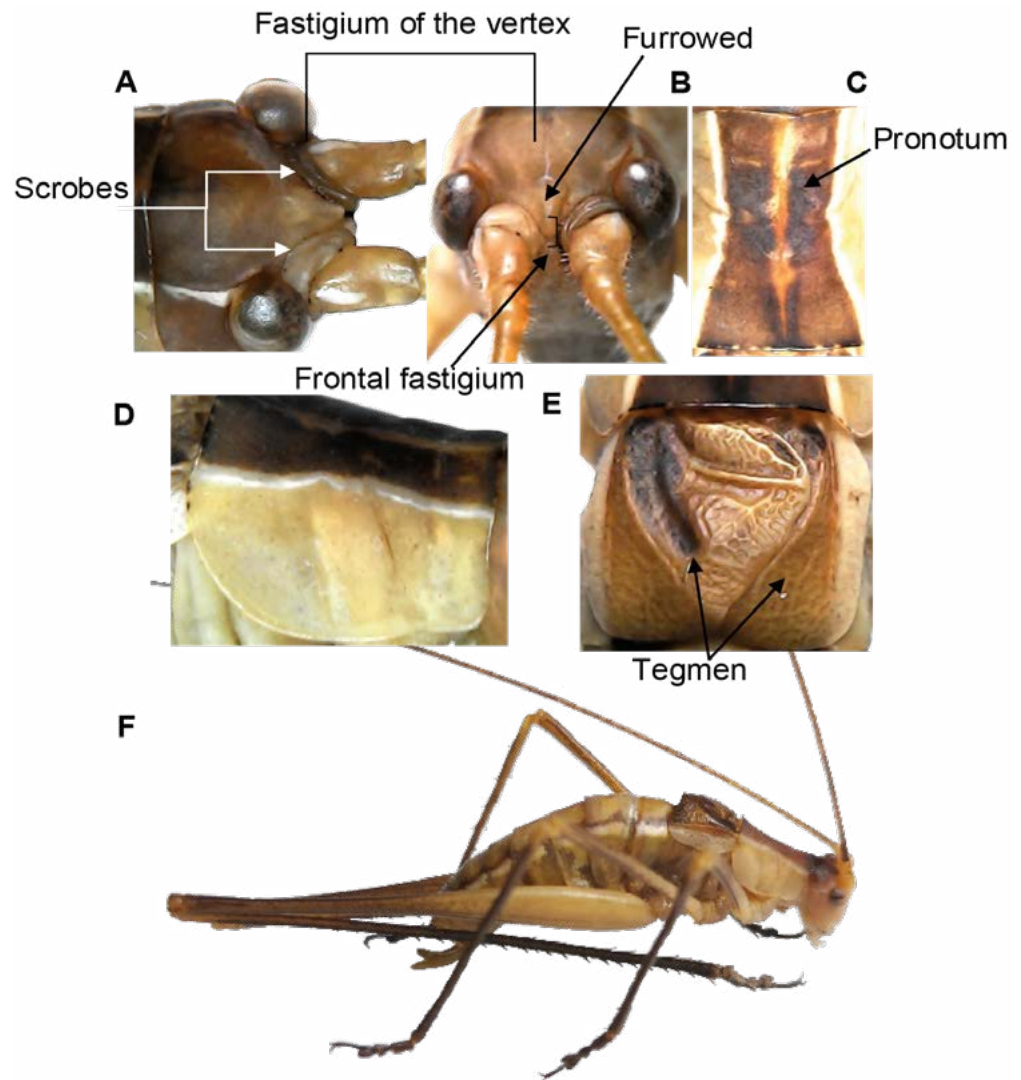 Fastigium of the vertex
Furrowed
A
B
C
Pronotum
Scrobes
Frontal fastigium
D
E
Tegmen
F